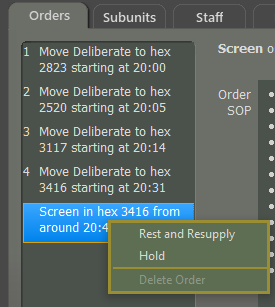 Orders Subunits Staff
1 Move Deliberate to hex
2823 starting at 20:00
2 Move Deliberate to hex
2520 starting at 20:05
3 Move Deliberate to hex
3117 starting at 20:14
4 Move Deliberate to hex
3416 starting at 20:31
Screen in hex 3416 from
around 20:4
Screen o
Order
SOP
Rest and Resupply
Hold
Delete Order